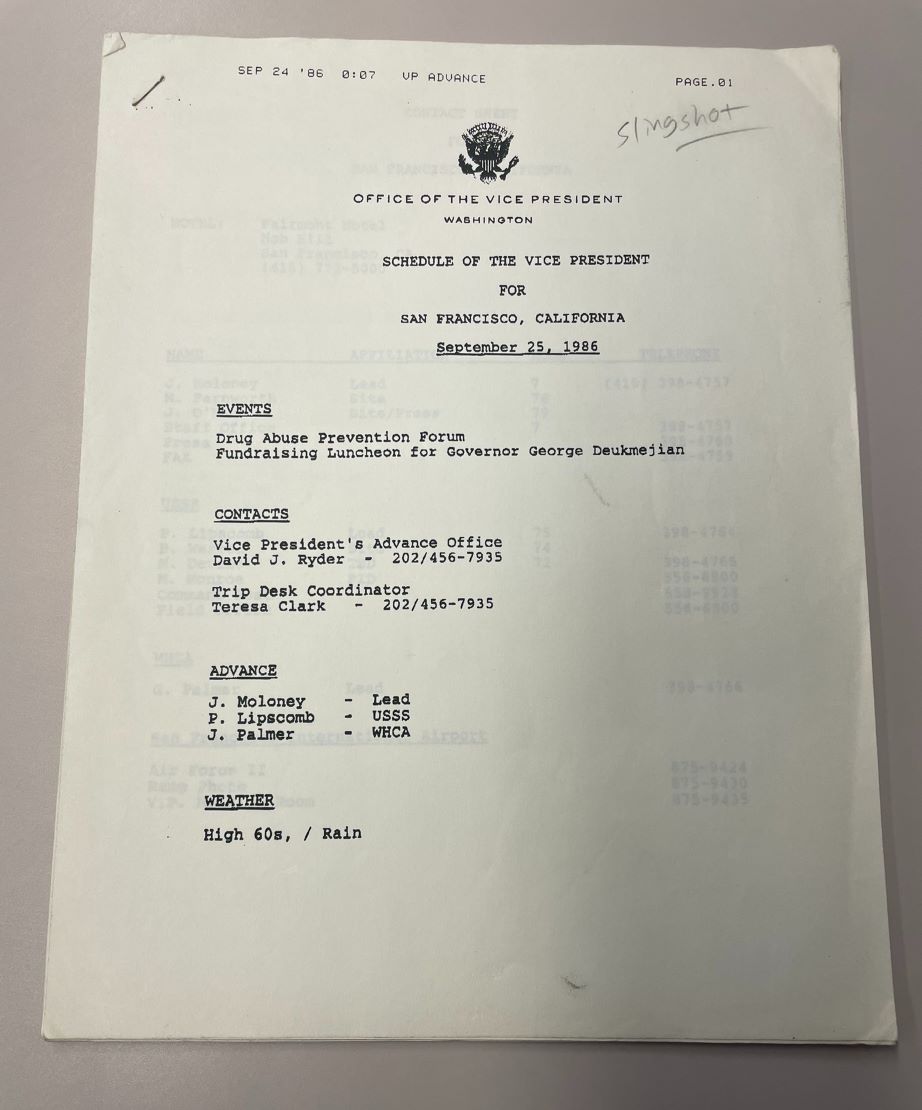 SEP 24 '86 0:07 VP ADVANCE PAGE.01
slingshot
OFFICE OF THE VICE PRESIDENT
WASHINGTON
SCHEDULE OF THE VICE PRESIDENT
FOR
SAN FRANCISCO, CALIFORNIA
September 25, 1986
EVENTS
Drug Abuse Prevention Forum
Fundraising Luncheon for Governor George Deukmejian
CONTACTS
Vice President's Advance Office
David J. Ryder - 202/456-7935
Trip Desk Coordinator
Teresa Clark - 202/456-7935
ADVANCE
J. Moloney - Lead
P. Lipscomb - USSS
J. Palmer - WHCA
WEATHER
High 60s, / Rain